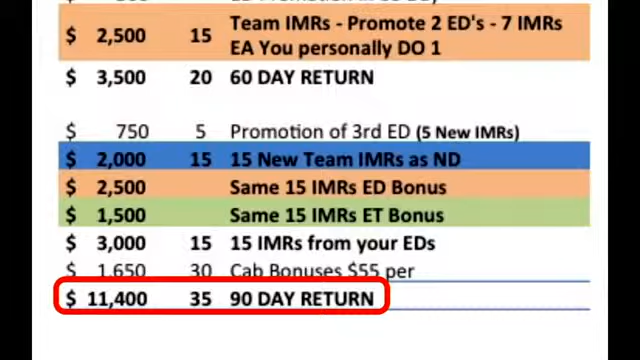 $ 2,500 15 Team IMRs - Promote 2 ED's - 7 IMRs
EA You personally DO 1
$ 3,500 20 60 DAY RETURN
$ 750 5 Promotion of 3rd ED (5 New IMRs)
$ 2,000 15 15 New Team IMRs as ND
$ 2,500 Same 15 IMRs ED Bonus
$ 1,500 Same 15 IMRs ET Bonus
$ 3,000 15 15 IMRs from your EDs
$ 1,650 30 Cab Bonuses $55 per
$ 11,400 35 90 DAY RETURN